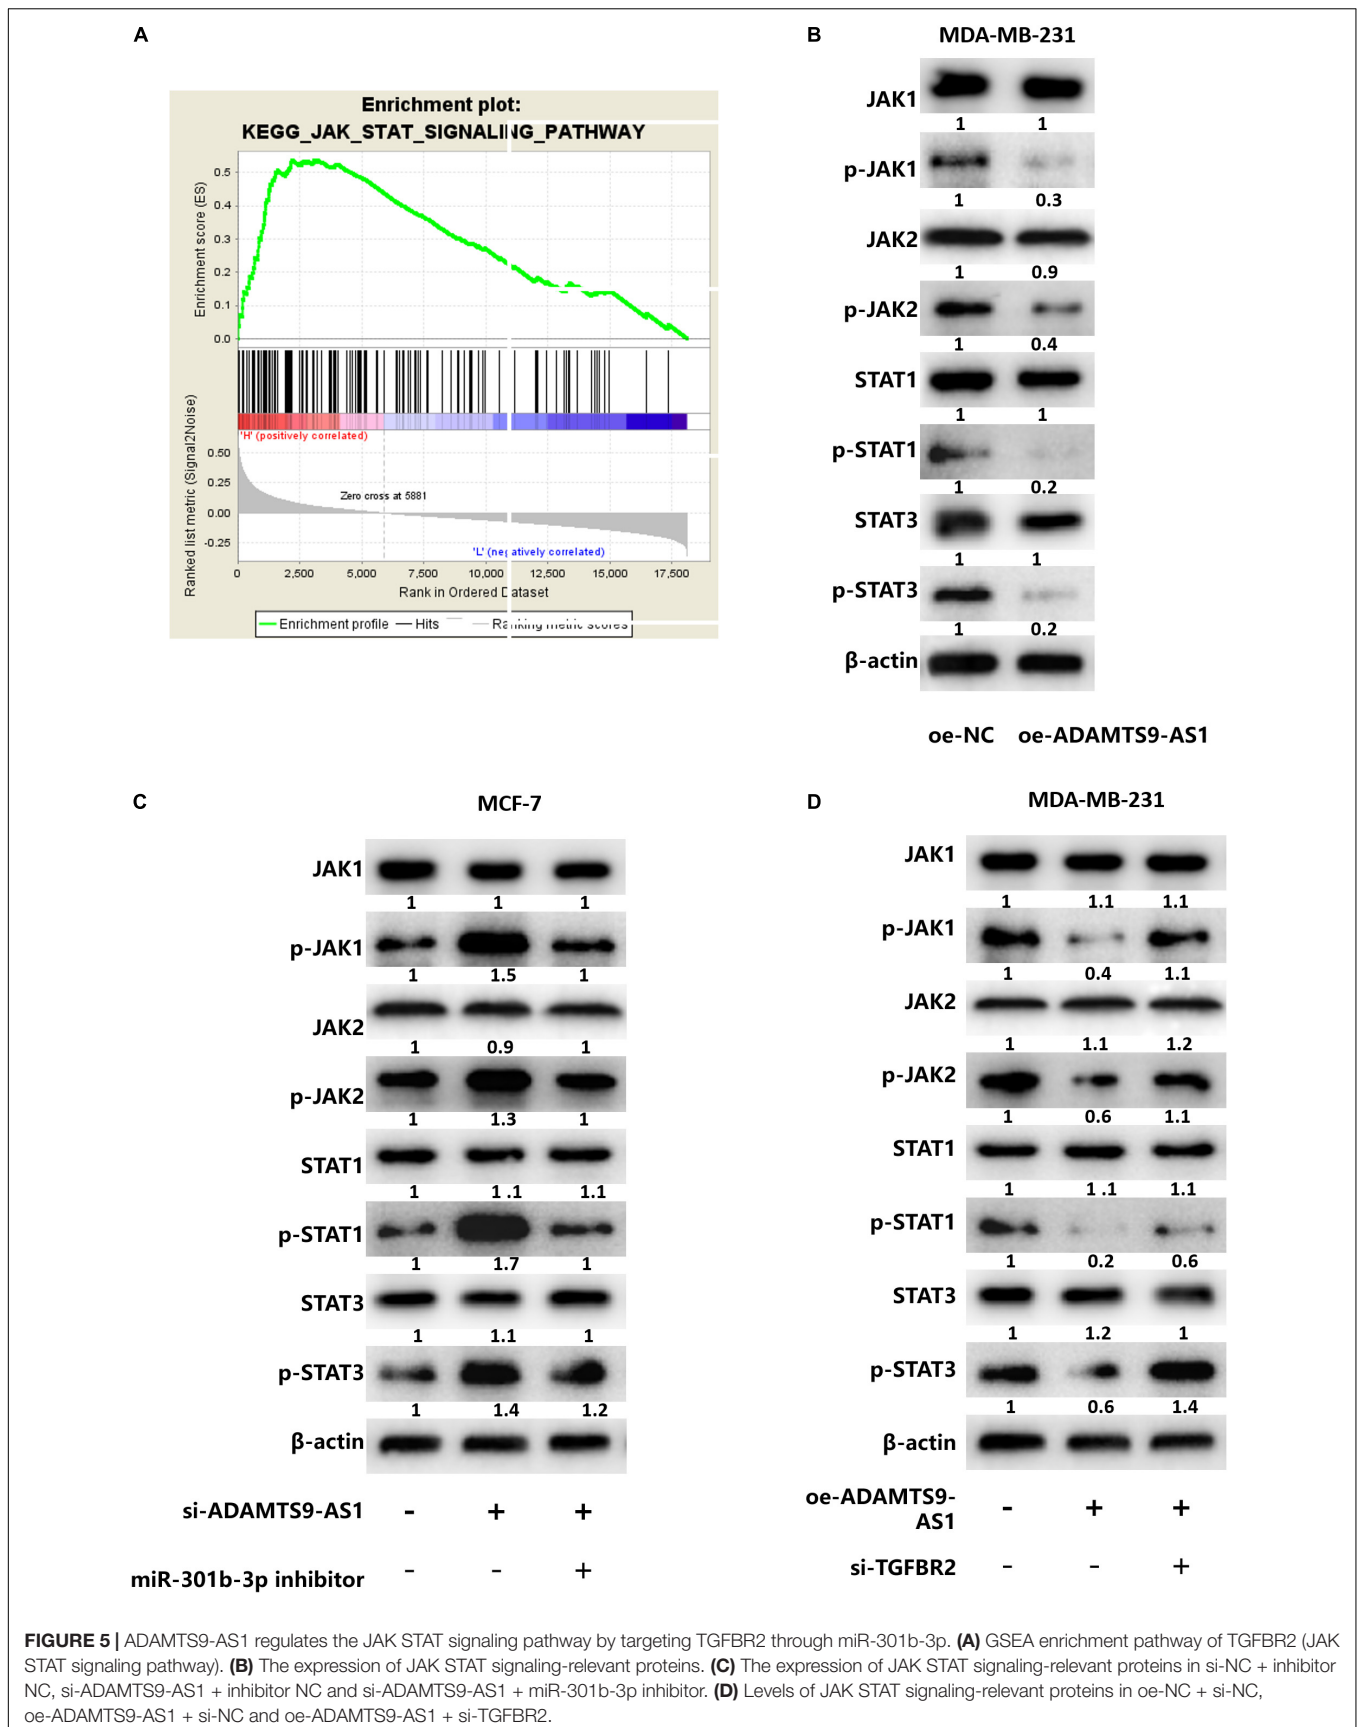 A
Enrichment plot:
KEGG_JAK_STAT_SIGNALING_PATHWAY
Enrichment score (ES)
0.5
0.4
0.3
0.2
0.1
0.0
'H' (positively correlated)
Ranked list metric (Signal2Noise)
0.50
0.25
0.00
-0.25
Zero cross at 5881
'L' (negatively correlated)
0 2,500 5,000 7,500 10,000 12,500 15,000 17,500
Rank in Ordered Dataset
Enrichment profile Hits Ranking metric scores
B
MDA-MB-231
JAK1
1 1
p-JAK1
1 0.3
JAK2
1 0.9
p-JAK2
1 0.4
STAT1
1 1
p-STAT1
1 0.2
STAT3
1 1
p-STAT3
1 0.2
β-actin
oe-NC oe-ADAMTS9-AS1
C
MCF-7
JAK1
1 1 1
p-JAK1
1 1.5 1
JAK2
1 0.9 1
p-JAK2
1 1.3 1
STAT1
1 1 .1 1.1
p-STAT1
1 1.7 1
STAT3
1 1.1 1
p-STAT3
1 1.4 1.2
β-actin
si-ADAMTS9-AS1 - + +
miR-301b-3p inhibitor - - +
D
MDA-MB-231
JAK1
1 1.1 1.1
p-JAK1
1 0.4 1.1
JAK2
1 1.1 1.2
p-JAK2
1 0.6 1.1
STAT1
1 1 .1 1.1
p-STAT1
1 0.2 0.6
STAT3
1 1.2 1
p-STAT3
1 0.6 1.4
β-actin
oe-ADAMTS9-
AS1 - + +
si-TGFBR2 - - +
FIGURE 5 | ADAMTS9-AS1 regulates the JAK STAT signaling pathway by targeting TGFBR2 through miR-301b-3p. (A) GSEA enrichment pathway of TGFBR2 (JAK
STAT signaling pathway). (B) The expression of JAK STAT signaling-relevant proteins. (C) The expression of JAK STAT signaling-relevant proteins in si-NC + inhibitor
NC, si-ADAMTS9-AS1 + inhibitor NC and si-ADAMTS9-AS1 + miR-301b-3p inhibitor. (D) Levels of JAK STAT signaling-relevant proteins in oe-NC + si-NC,
oe-ADAMTS9-AS1 + si-NC and oe-ADAMTS9-AS1 + si-TGFBR2.